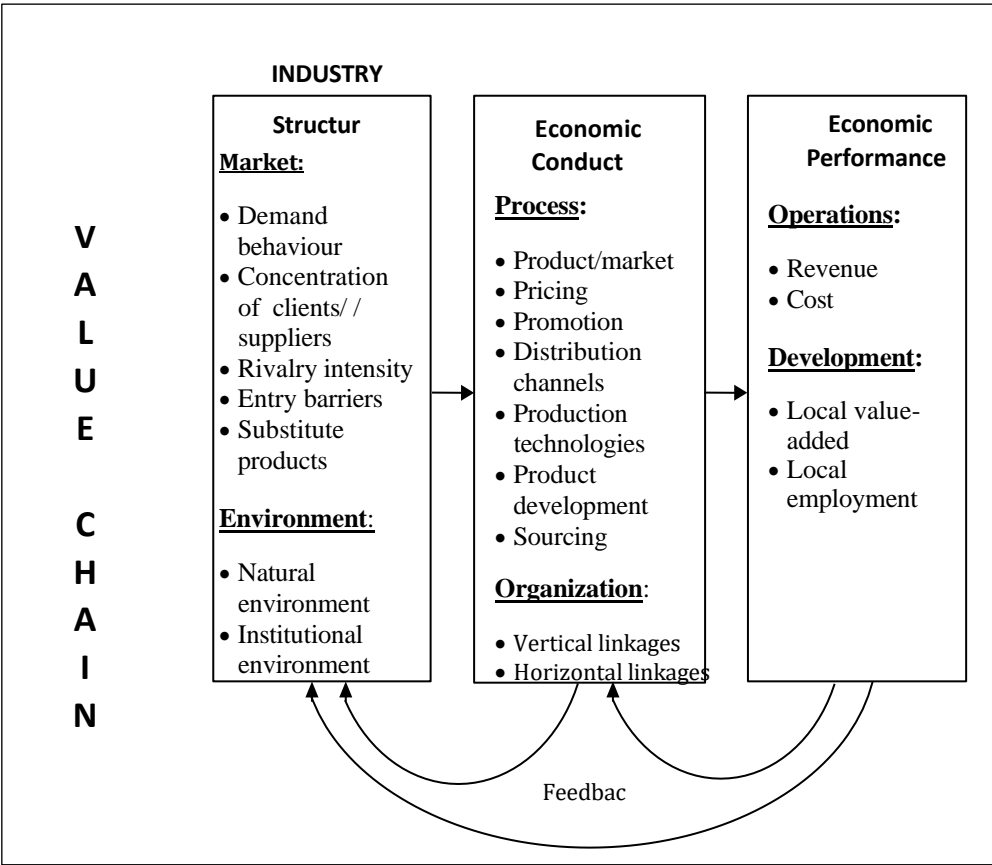 INDUSTRY
Structur
Market:
• Demand
behaviour
• Concentration
of clients/ /
suppliers
• Rivalry intensity
• Entry barriers
• Substitute
products
Environment:
• Natural
environment
• Institutional
environment
Economic
Conduct
Process:
• Product/market
• Pricing
• Promotion
• Distribution
channels
• Production
technologies
• Product
development
• Sourcing
Organization:
• Vertical linkages
• Horizontal linkages
Economic
Performance
Operations:
• Revenue
• Cost
Development:
• Local value-
added
• Local
employment
V
A
L
U
E
C
H
A
I
N
Feedbac